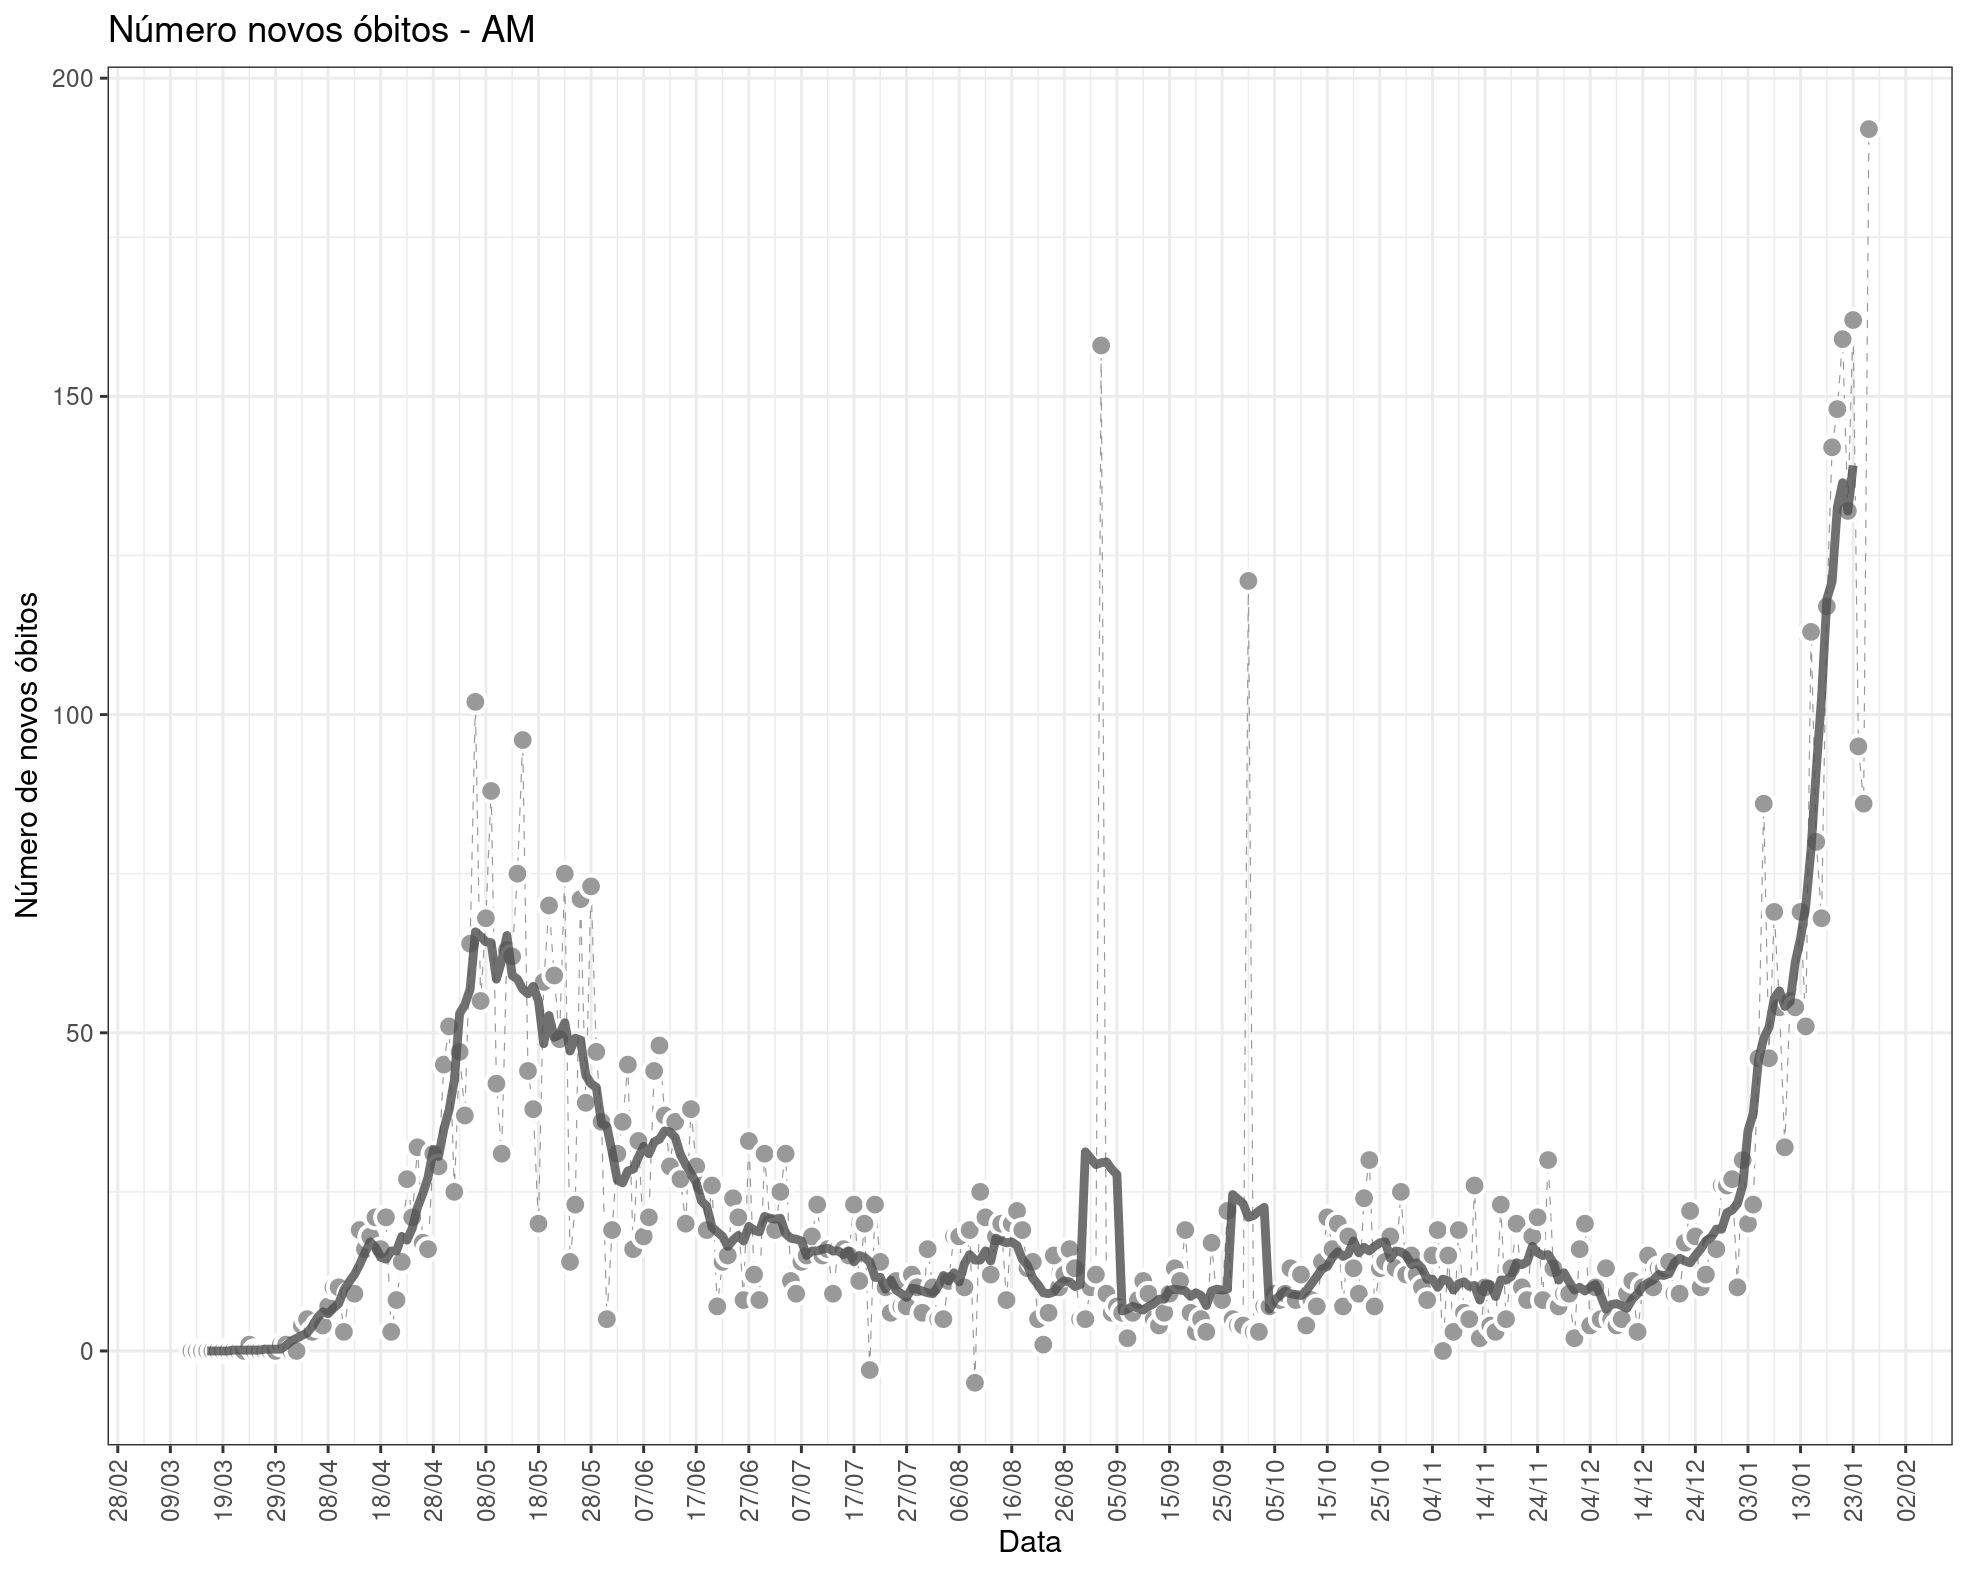 Número novos óbitos - AM
Número de novos óbitos
200
150
100
50
0
28/02 09/03 19/03 29/03 08/04 18/04 28/04 08/05 18/05 28/05 07/06 17/06 27/06 07/07 17/07 27/07 06/08 16/08 26/08 05/09 15/09 25/09 05/10 15/10 25/10 04/11 14/11 24/11 04/12 14/12 24/12 03/01 13/01 23/01 02/02
Data